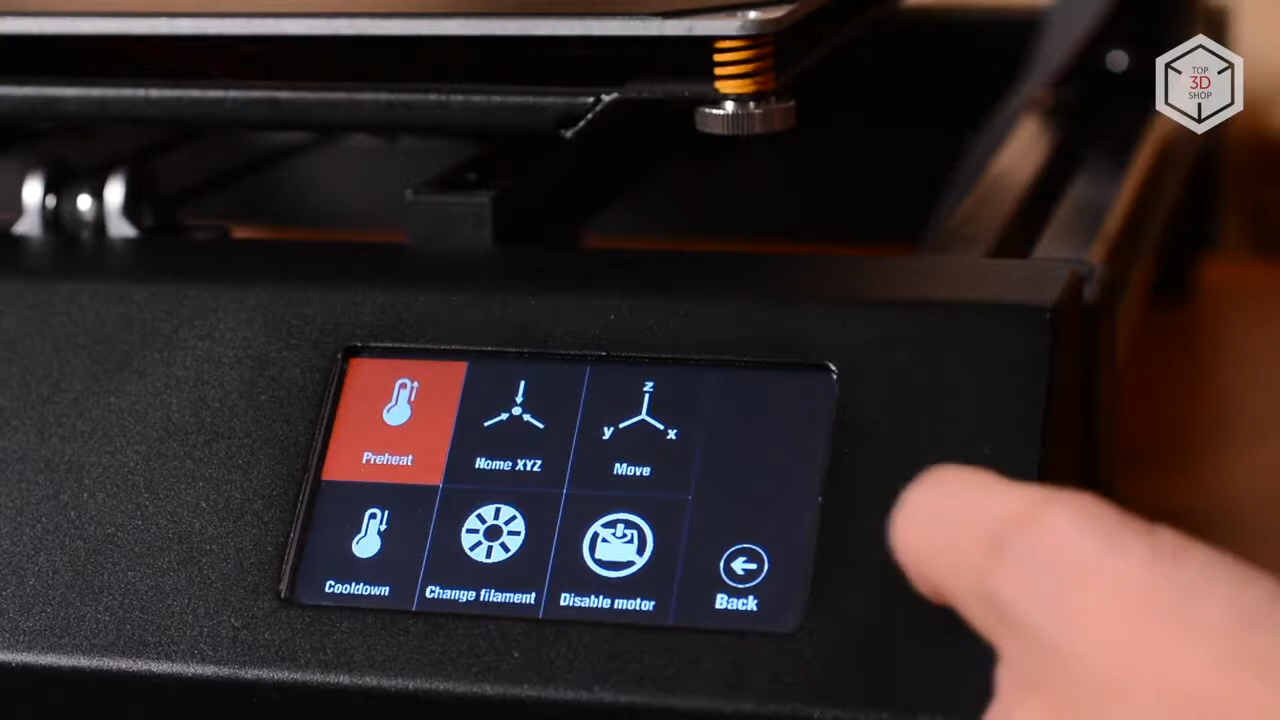 TOP
3D
SHOP
z
y
x
Preheat
Home XYZ
Move
Cooldown
Change filament
Disable motor
Back